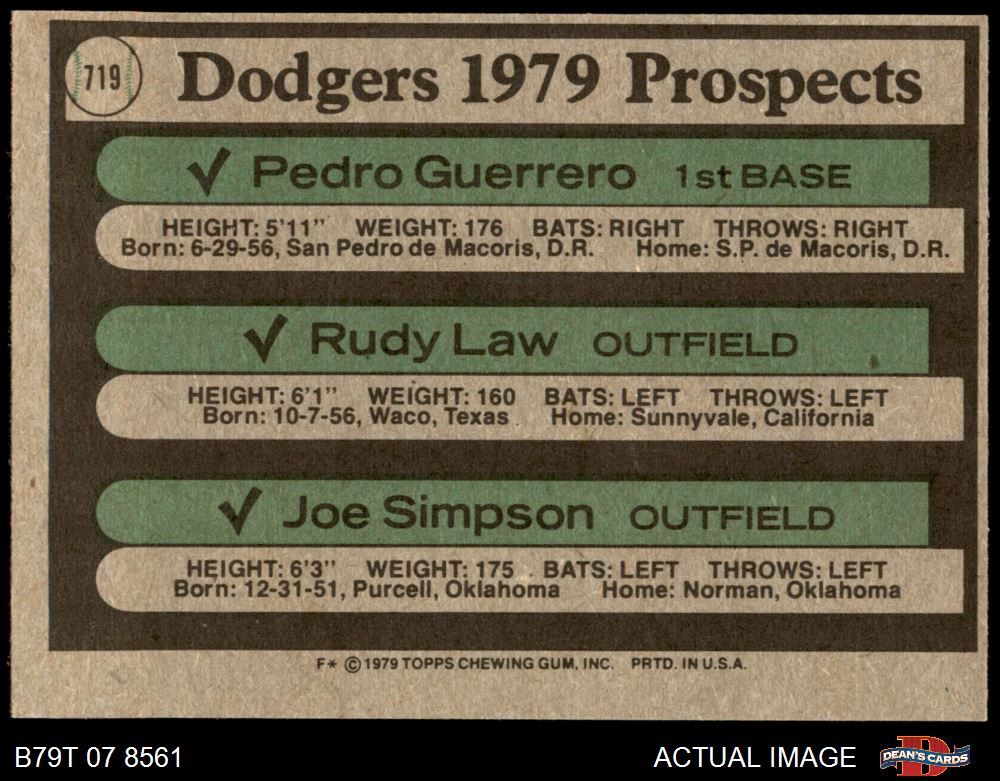 719
Dodgers 1979 Prospects
✓ Pedro Guerrero 1st BASE
HEIGHT: 5'11" WEIGHT: 176 BATS: RIGHT THROWS: RIGHT
Born: 6-29-56, San Pedro de Macoris, D.R. Home: S.P. de Macoris, D.R.
✓ Rudy Law OUTFIELD
HEIGHT: 6'1" WEIGHT: 160 BATS: LEFT THROWS: LEFT
Born: 10-7-56, Waco, Texas Home: Sunnyvale, California
✓ Joe Simpson OUTFIELD
HEIGHT: 6'3" WEIGHT: 175 BATS: LEFT THROWS: LEFT
Born: 12-31-51, Purcell, Oklahoma Home: Norman, Oklahoma
F* © 1979 TOPPS CHEWING GUM, INC. PRTD. IN U.S.A.
B79T 07 8561 ACTUAL IMAGE DEAN'S CARDS